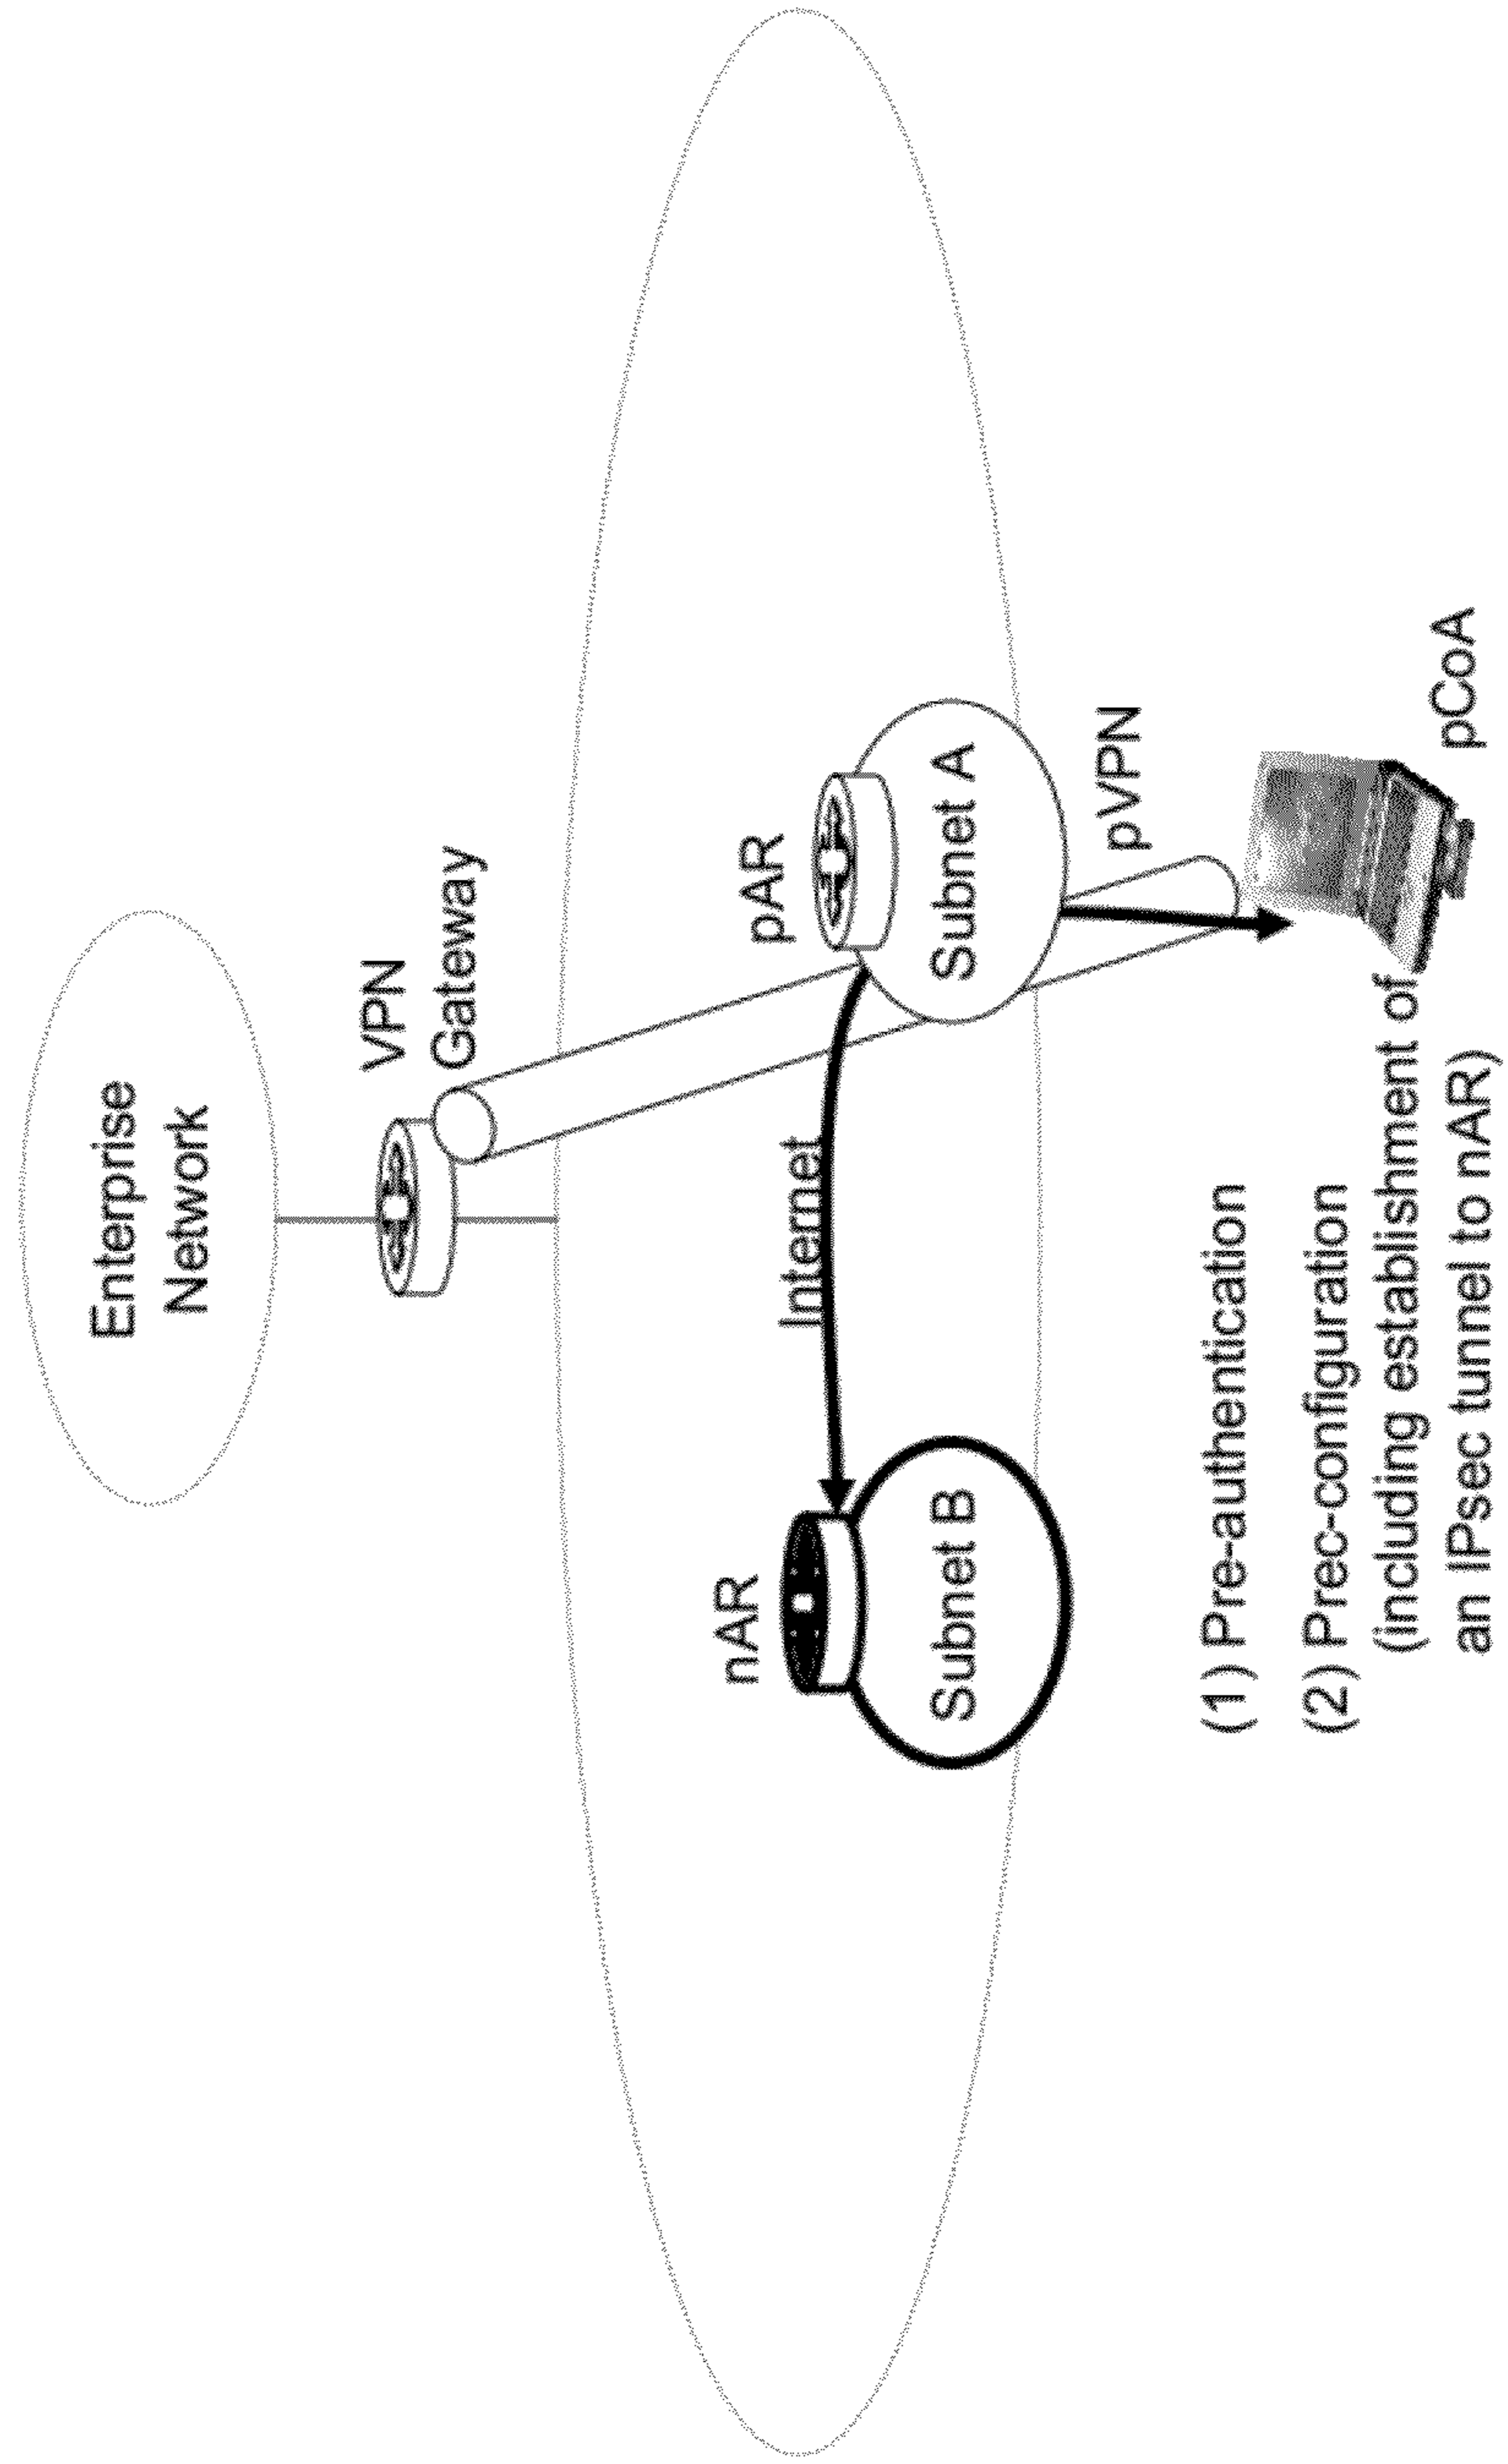 Enterprise
Network
VPN
Gateway
nAR
pAR
Internet
Subnet B
Subnet A
pVPN
(1) Pre-authentication
(2) Prec-configuration
(including establishment of
an IPsec tunnel to nAR)
pCoA